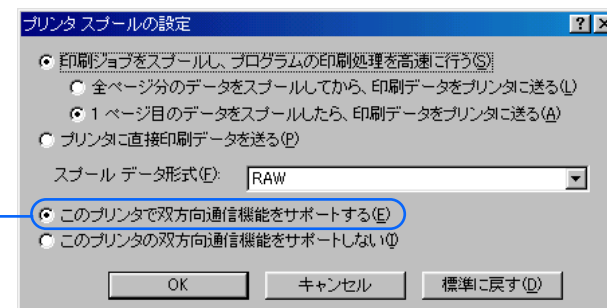 プリンタ スプールの設定
印刷ジョブをスプールし、プログラムの印刷処理を高速に行う(S)
全ページ分のデータをスプールしてから、印刷データをプリンタに送る(L)
1 ページ目のデータをスプールしたら、印刷データをプリンタに送る(A)
プリンタに直接印刷データを送る(P)
スプール データ形式(F): RAW
このプリンタで双方向通信機能をサポートする(E)
このプリンタの双方向通信機能をサポートしない(I)
OK キャンセル 標準に戻す(D)